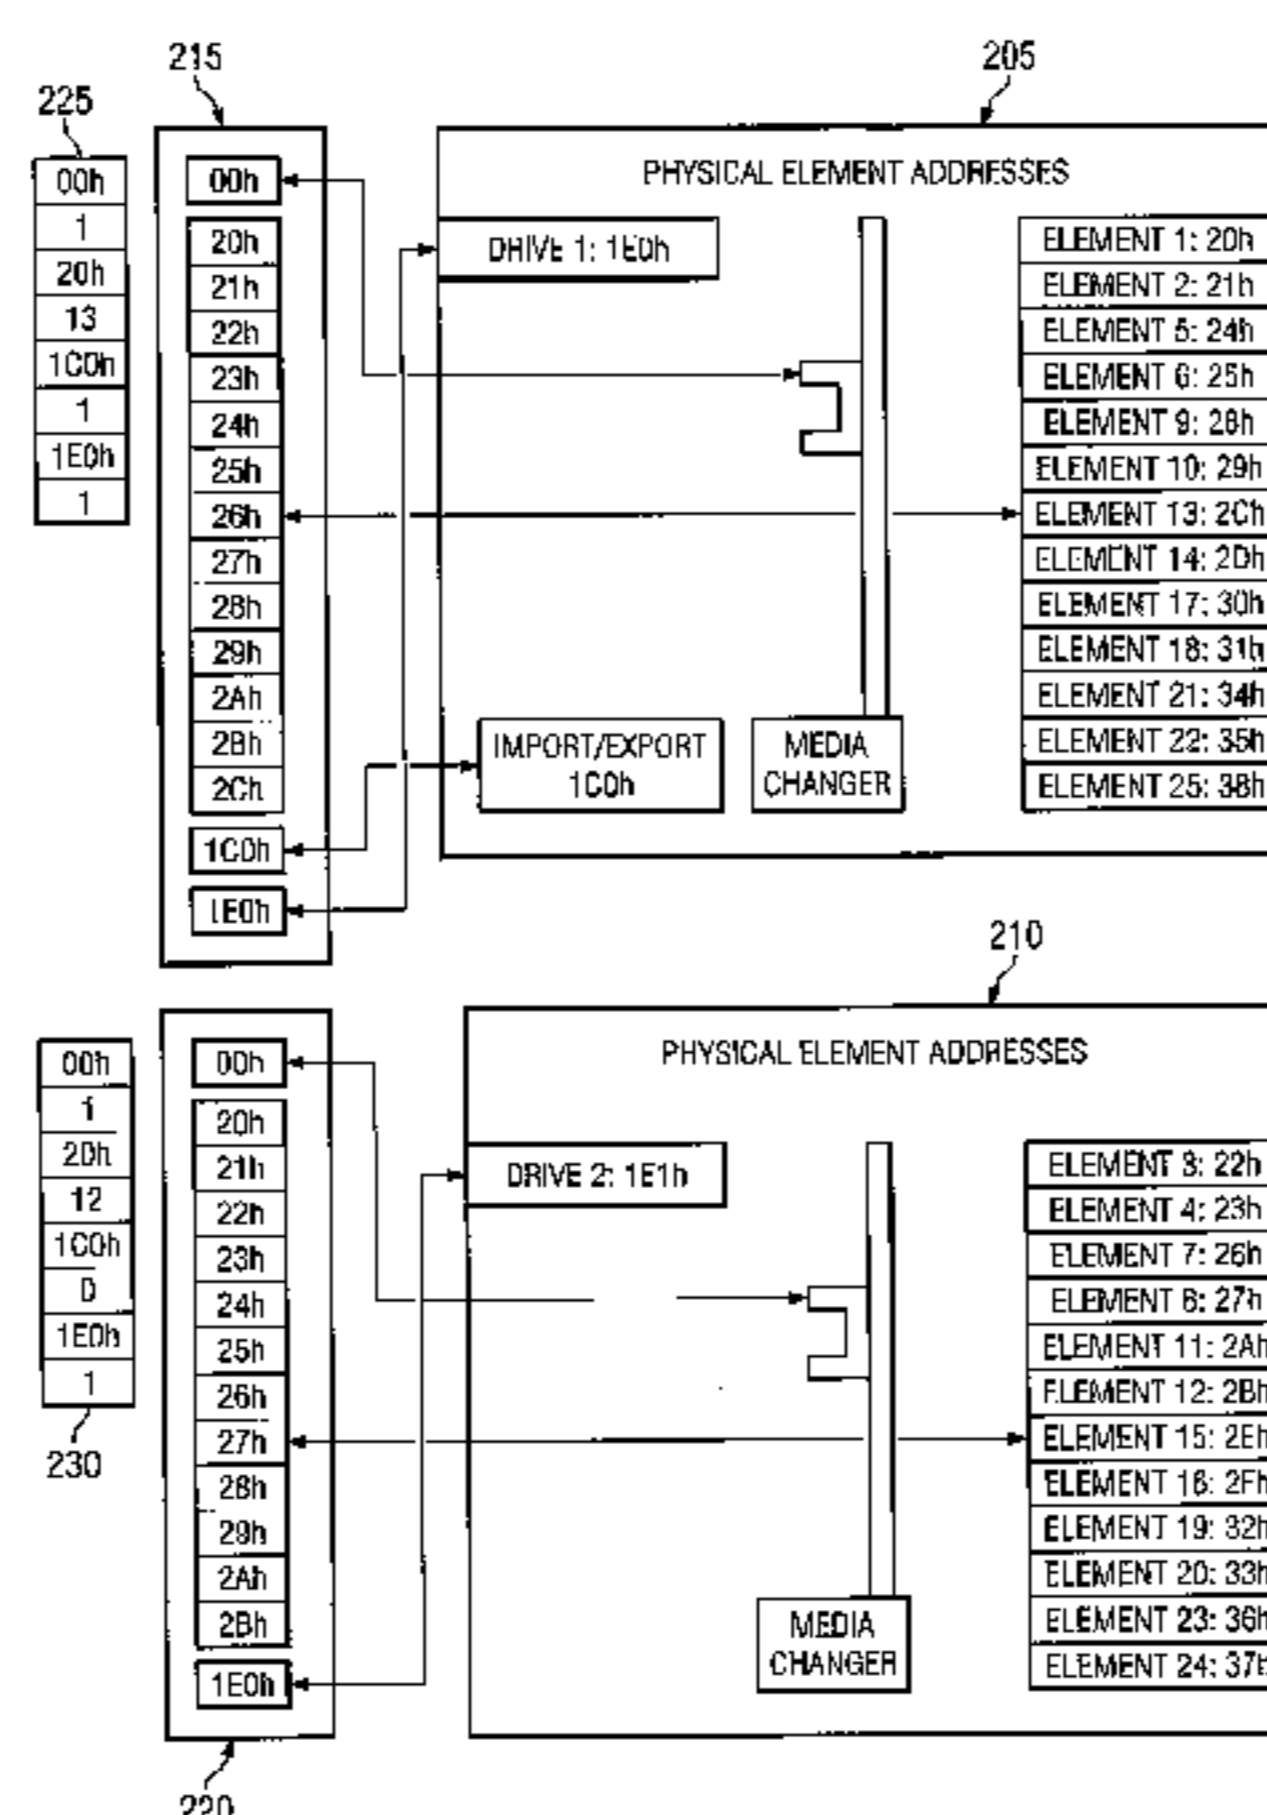 215
205
225
00h
1
20h
13
1C0h
1
1E0h
1
00h
20h
21h
22h
23h
24h
25h
26h
27h
28h
29h
2Ah
2Bh
2Ch
1C0h
1E0h
PHYSICAL ELEMENT ADDRESSES
DRIVE 1: 1E0h
IMPORT/EXPORT
1C0h
MEDIA
CHANGER
ELEMENT 1: 20h
ELEMENT 2: 21h
ELEMENT 5: 24h
ELEMENT 6: 25h
ELEMENT 9: 28h
ELEMENT 10: 29h
ELEMENT 13: 2Ch
ELEMENT 14: 2Dh
ELEMENT 17: 30h
ELEMENT 18: 31h
ELEMENT 21: 34h
ELEMENT 22: 35h
ELEMENT 25: 38h
210
00h
1
20h
12
1C0h
0
1E0h
1
230
00h
20h
21h
22h
23h
24h
25h
26h
27h
28h
29h
2Ah
2Bh
1E0h
220
PHYSICAL ELEMENT ADDRESSES
DRIVE 2: 1E1h
MEDIA
CHANGER
ELEMENT 3: 22h
ELEMENT 4: 23h
ELEMENT 7: 26h
ELEMENT 8: 27h
ELEMENT 11: 2Ah
ELEMENT 12: 2Bh
ELEMENT 15: 2Eh
ELEMENT 16: 2Fh
ELEMENT 19: 32h
ELEMENT 20: 33h
ELEMENT 23: 36h
ELEMENT 24: 37h